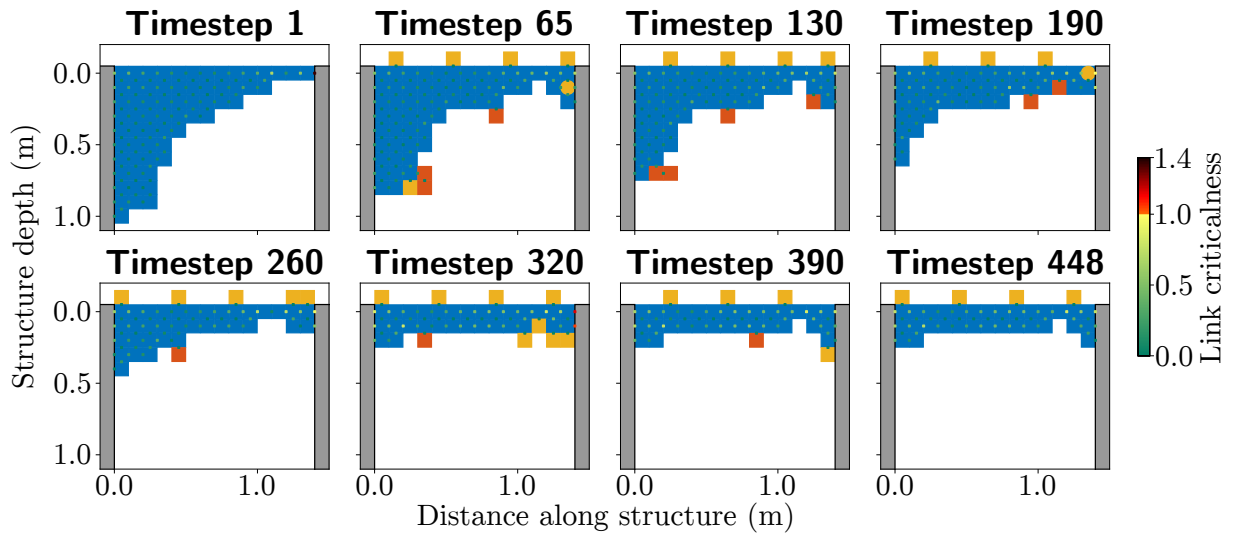 Timestep 1 Timestep 65 Timestep 130 Timestep 190
0.0
0.5
1.0
Timestep 260 Timestep 320 Timestep 390 Timestep 448
0.0
0.5
1.0
0.0 1.0 0.0 1.0 0.0 1.0 0.0 1.0
Structure depth (m)
Distance along structure (m)
1.4
1.0
0.5
0.0
Link criticalness